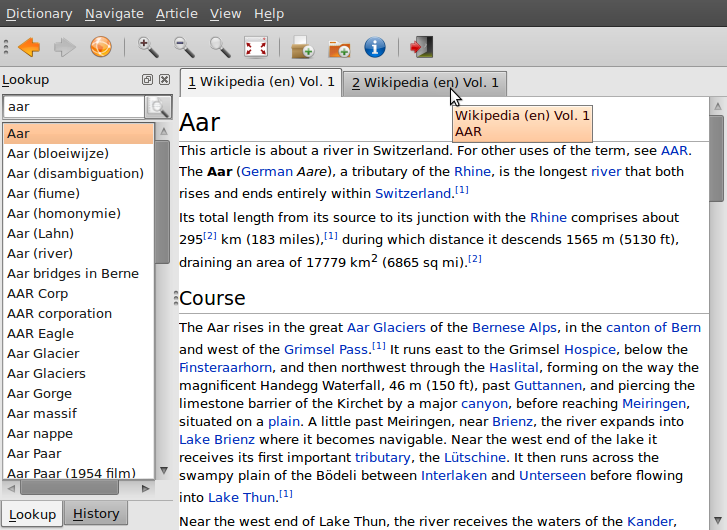 Dictionary Navigate Article View Help
Lookup
aar
Aar
Aar (bloeiwijze)
Aar (disambiguation)
Aar (fiume)
Aar (homonymie)
Aar (Lahn)
Aar (river)
Aar bridges in Berne
AAR Corp
AAR corporation
AAR Eagle
Aar Glacier
Aar Glaciers
Aar Gorge
Aar massif
Aar nappe
Aar Paar
Aar Paar (1954 film)
Lookup History
1 Wikipedia (en) Vol. 1 2 Wikipedia (en) Vol. 1
Wikipedia (en) Vol. 1
AAR
Aar
This article is about a river in Switzerland. For other uses of the term, see AAR.
The Aar (German Aare), a tributary of the Rhine, is the longest river that both
rises and ends entirely within Switzerland.[1]
Its total length from its source to its junction with the Rhine comprises about
295[2] km (183 miles),[1] during which distance it descends 1565 m (5130 ft),
draining an area of 17779 km2 (6865 sq mi).[2]
Course
The Aar rises in the great Aar Glaciers of the Bernese Alps, in the canton of Bern
and west of the Grimsel Pass.[1] It runs east to the Grimsel Hospice, below the
Finsteraarhorn, and then northwest through the Haslital, forming on the way the
magnificent Handegg Waterfall, 46 m (150 ft), past Guttannen, and piercing the
limestone barrier of the Kirchet by a major canyon, before reaching Meiringen,
situated on a plain. A little past Meiringen, near Brienz, the river expands into
Lake Brienz where it becomes navigable. Near the west end of the lake it
receives its first important tributary, the Lütschine. It then runs across the
swampy plain of the Bödeli between Interlaken and Unterseen before flowing
into Lake Thun.[1]
Near the west end of Lake Thun, the river receives the waters of the Kander,